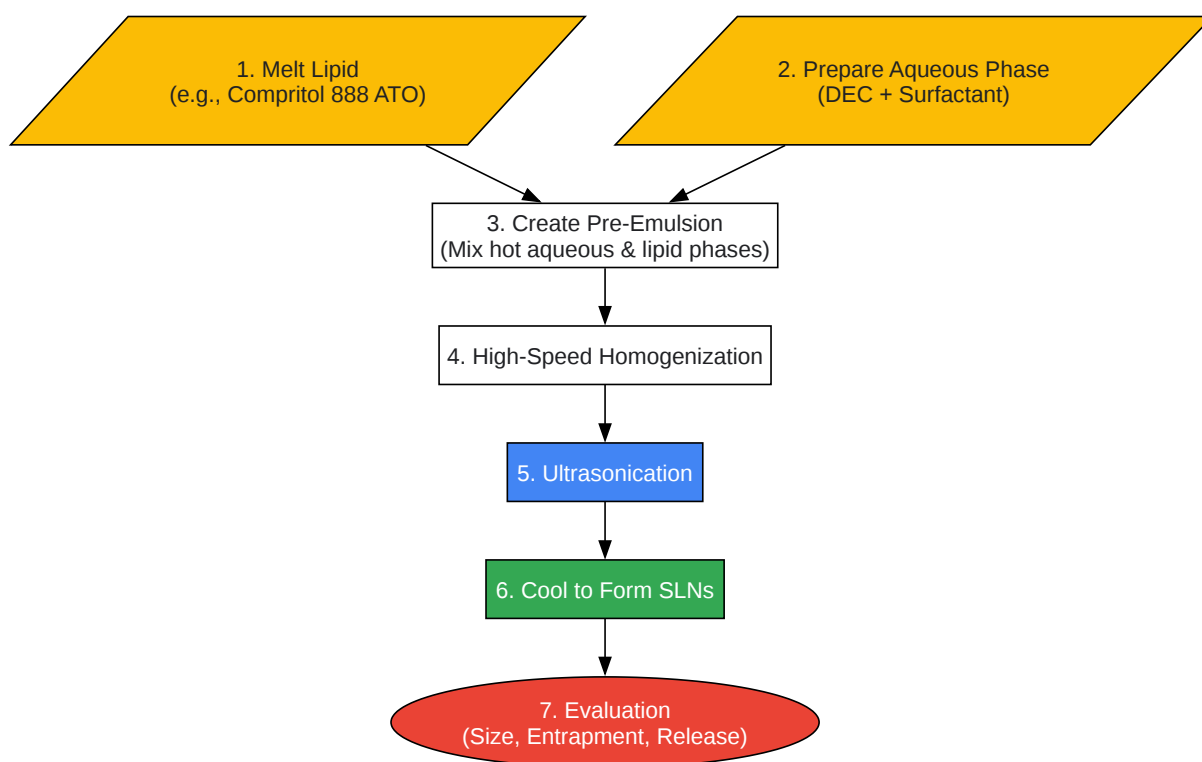 1. Melt Lipid
(e.g., Compritol 888 ATO)
2. Prepare Aqueous Phase
(DEC + Surfactant)
3. Create Pre-Emulsion
(Mix hot aqueous & lipid phases)
4. High-Speed Homogenization
5. Ultrasonication
6. Cool to Form SLNs
7. Evaluation
(Size, Entrapment, Release)